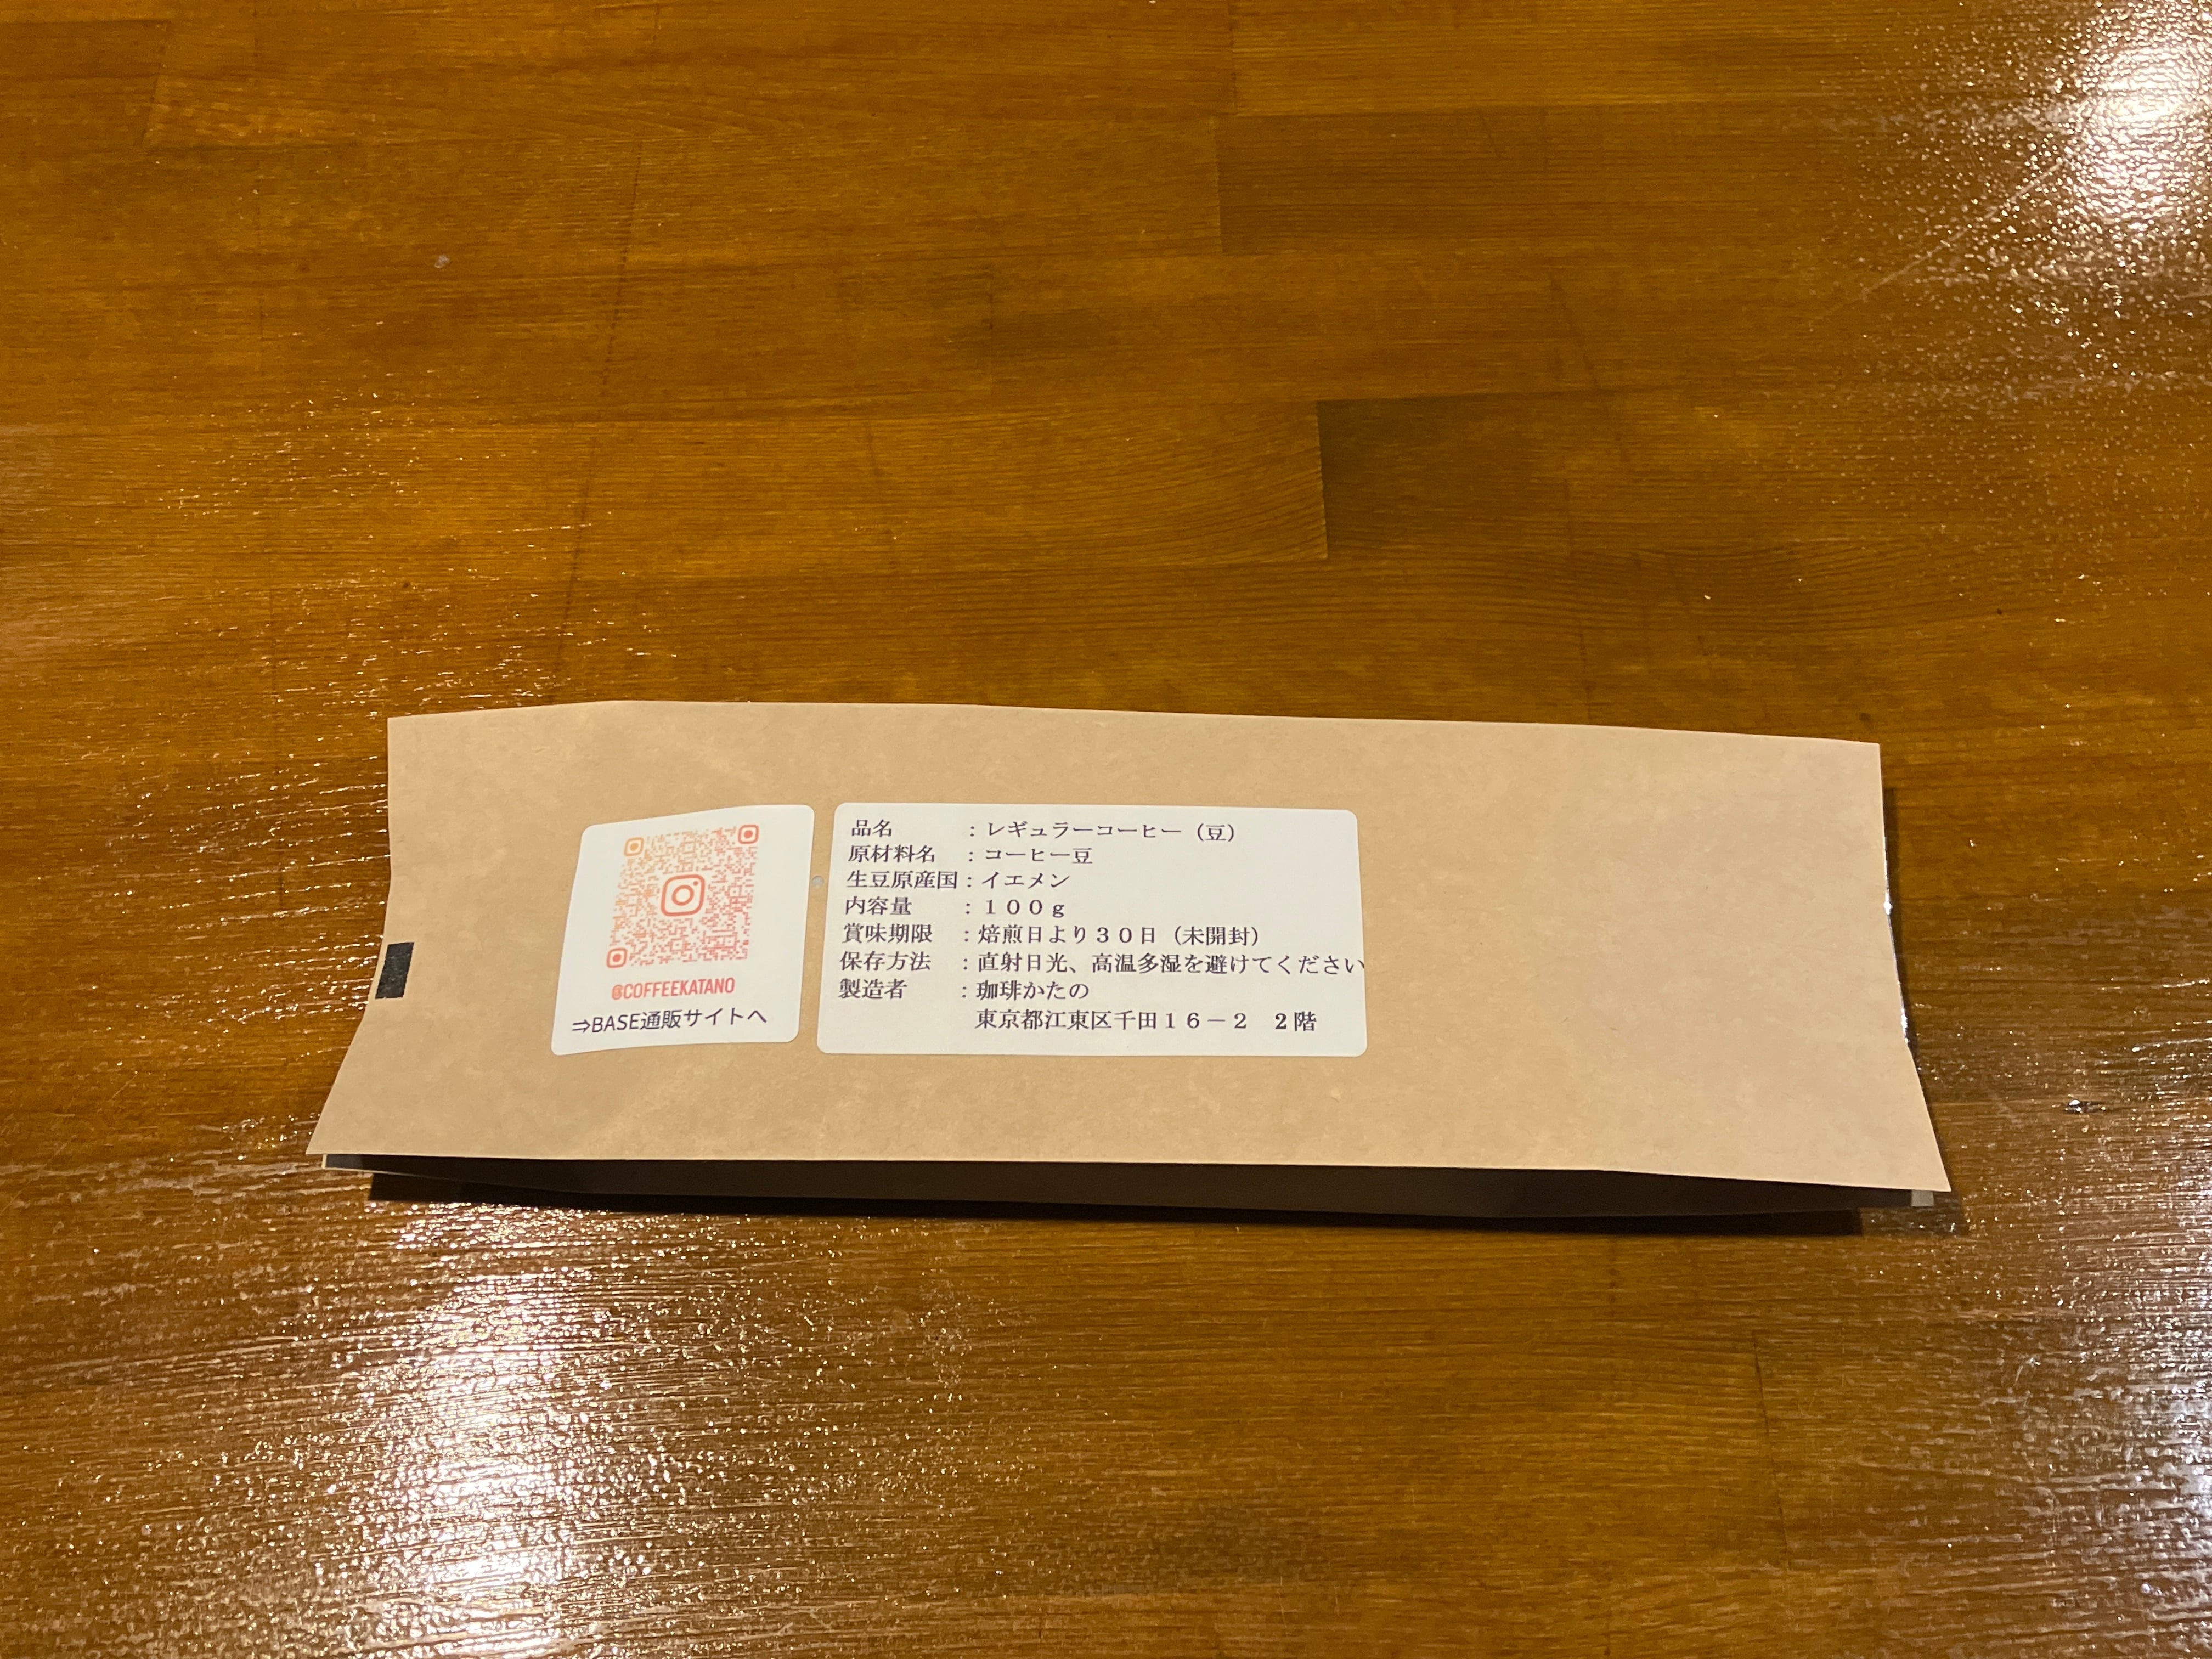 @COFFEEKATANO
⇒BASE通販サイトへ
品名　　　：レギュラーコーヒー（豆）
原材料名　：コーヒー豆
生豆原産国：イエメン
内容量　　：１００ｇ
賞味期限　：焙煎日より３０日（未開封）
保存方法　：直射日光、高温多湿を避けてください
製造者　　：珈琲かたの
東京都江東区千田１６－２　２階